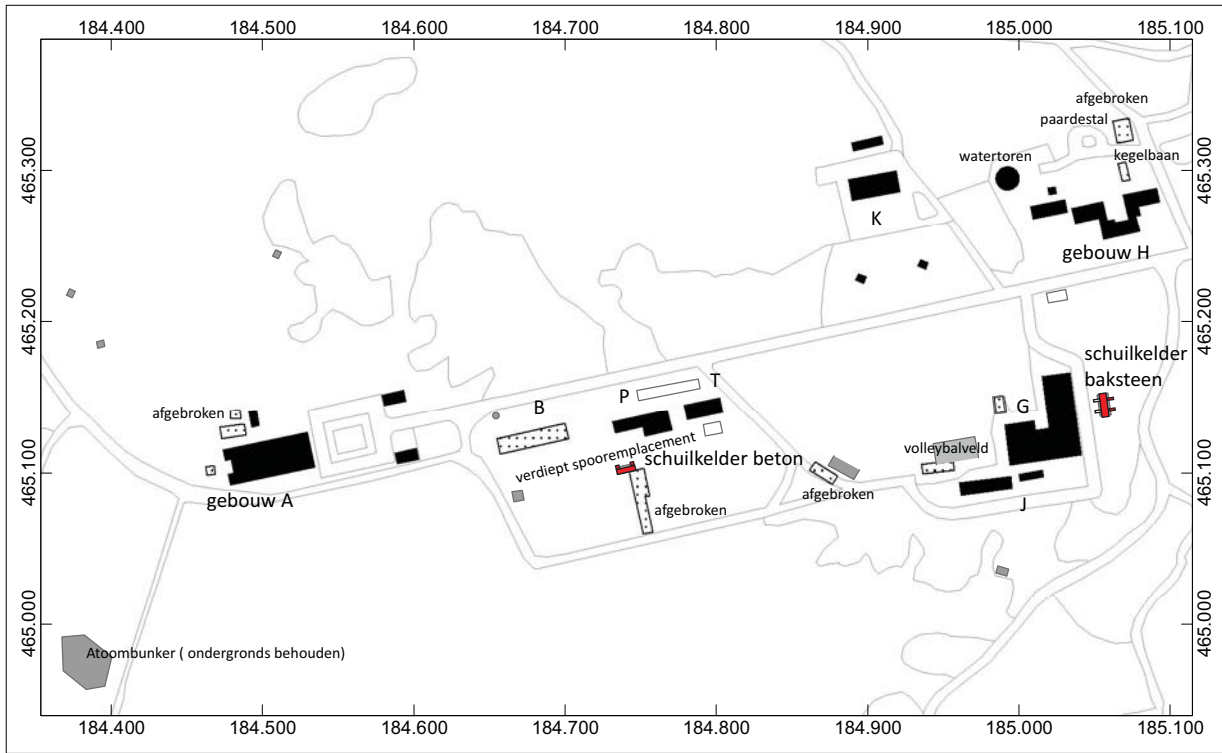 184.400 184.500 184.600 184.700 184.800 184.900 185.000 185.100
afgebroken
paardestal
465.300
465.300
watertoren
kegelbaan
K
gebouw H
465.200
465.200
schuilkelder
baksteen
T
P
B
G
afgebroken
volleybalveld
verdiept spooremplacement
schuilkelder beton
465.100
465.100
gebouw A
afgebroken
afgebroken
J
465.000
465.000
Atoombunker ( ondergronds behouden)
184.400 184.500 184.600 184.700 184.800 184.900 185.000 185.100